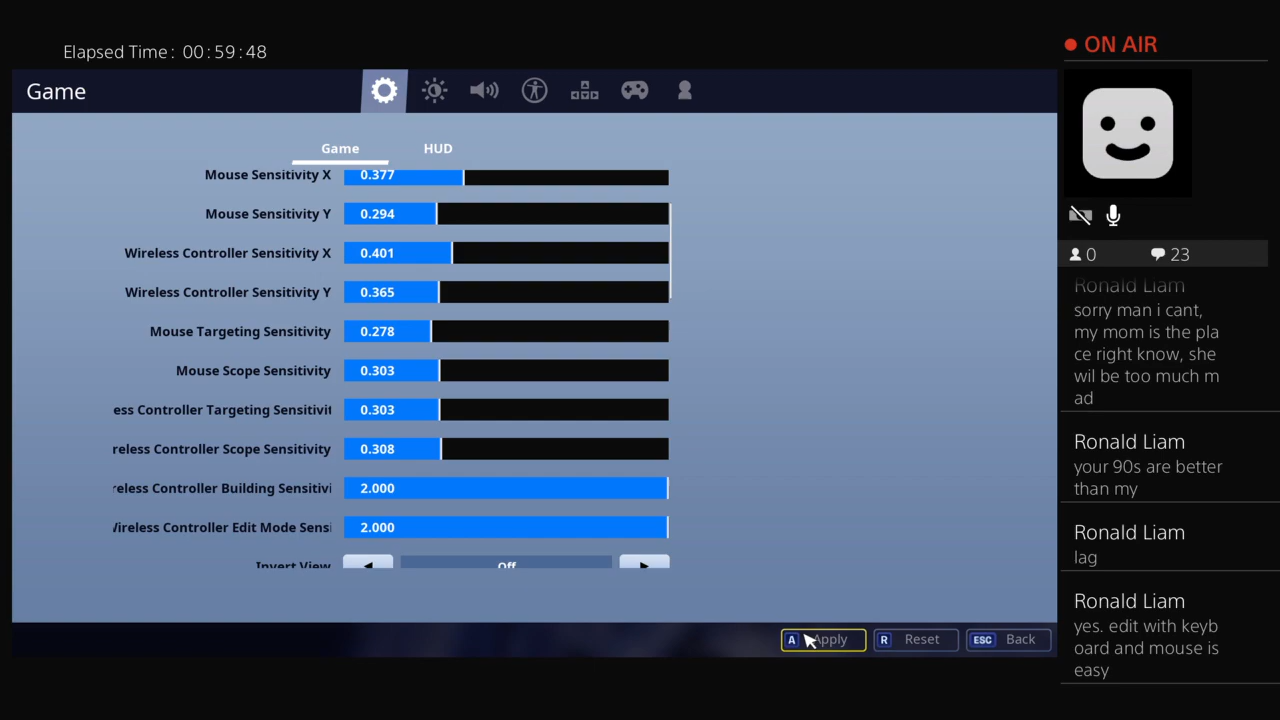 Elapsed Time: 00:59:48
ON AIR
Game
Game HUD
Mouse Sensitivity X 0.377
Mouse Sensitivity Y 0.294
Wireless Controller Sensitivity X 0.401
Wireless Controller Sensitivity Y 0.365
Mouse Targeting Sensitivity 0.278
Mouse Scope Sensitivity 0.303
ess Controller Targeting Sensitivit 0.303
reless Controller Scope Sensitivity 0.308
reless Controller Building Sensitivi 2.000
Wireless Controller Edit Mode Sensi 2.000
Invert View Off
A Apply R Reset ESC Back
0 23
Ronald Liam
sorry man i cant,
my mom is the pla
ce right know, she
wil be too much m
ad
Ronald Liam
your 90s are better
than my
Ronald Liam
lag
Ronald Liam
yes. edit with keyb
oard and mouse is
easy